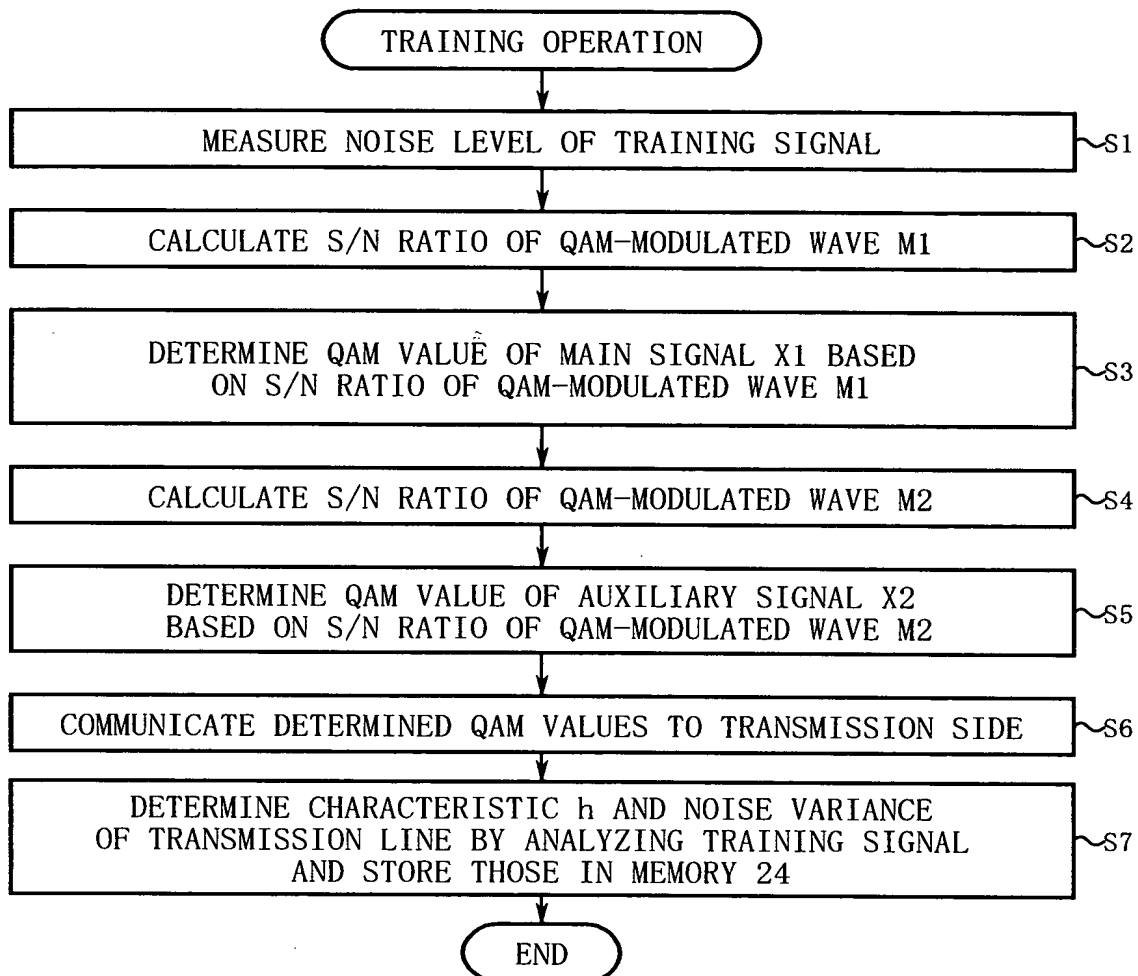 TRAINING OPERATION
MEASURE NOISE LEVEL OF TRAINING SIGNAL
S1
CALCULATE S/N RATIO OF QAM-MODULATED WAVE M1
S2
DETERMINE QAM VALUE OF MAIN SIGNAL X1 BASED
ON S/N RATIO OF QAM-MODULATED WAVE M1
S3
CALCULATE S/N RATIO OF QAM-MODULATED WAVE M2
S4
DETERMINE QAM VALUE OF AUXILIARY SIGNAL X2
BASED ON S/N RATIO OF QAM-MODULATED WAVE M2
S5
COMMUNICATE DETERMINED QAM VALUES TO TRANSMISSION SIDE
S6
DETERMINE CHARACTERISTIC h AND NOISE VARIANCE
OF TRANSMISSION LINE BY ANALYZING TRAINING SIGNAL
AND STORE THOSE IN MEMORY 24
S7
END